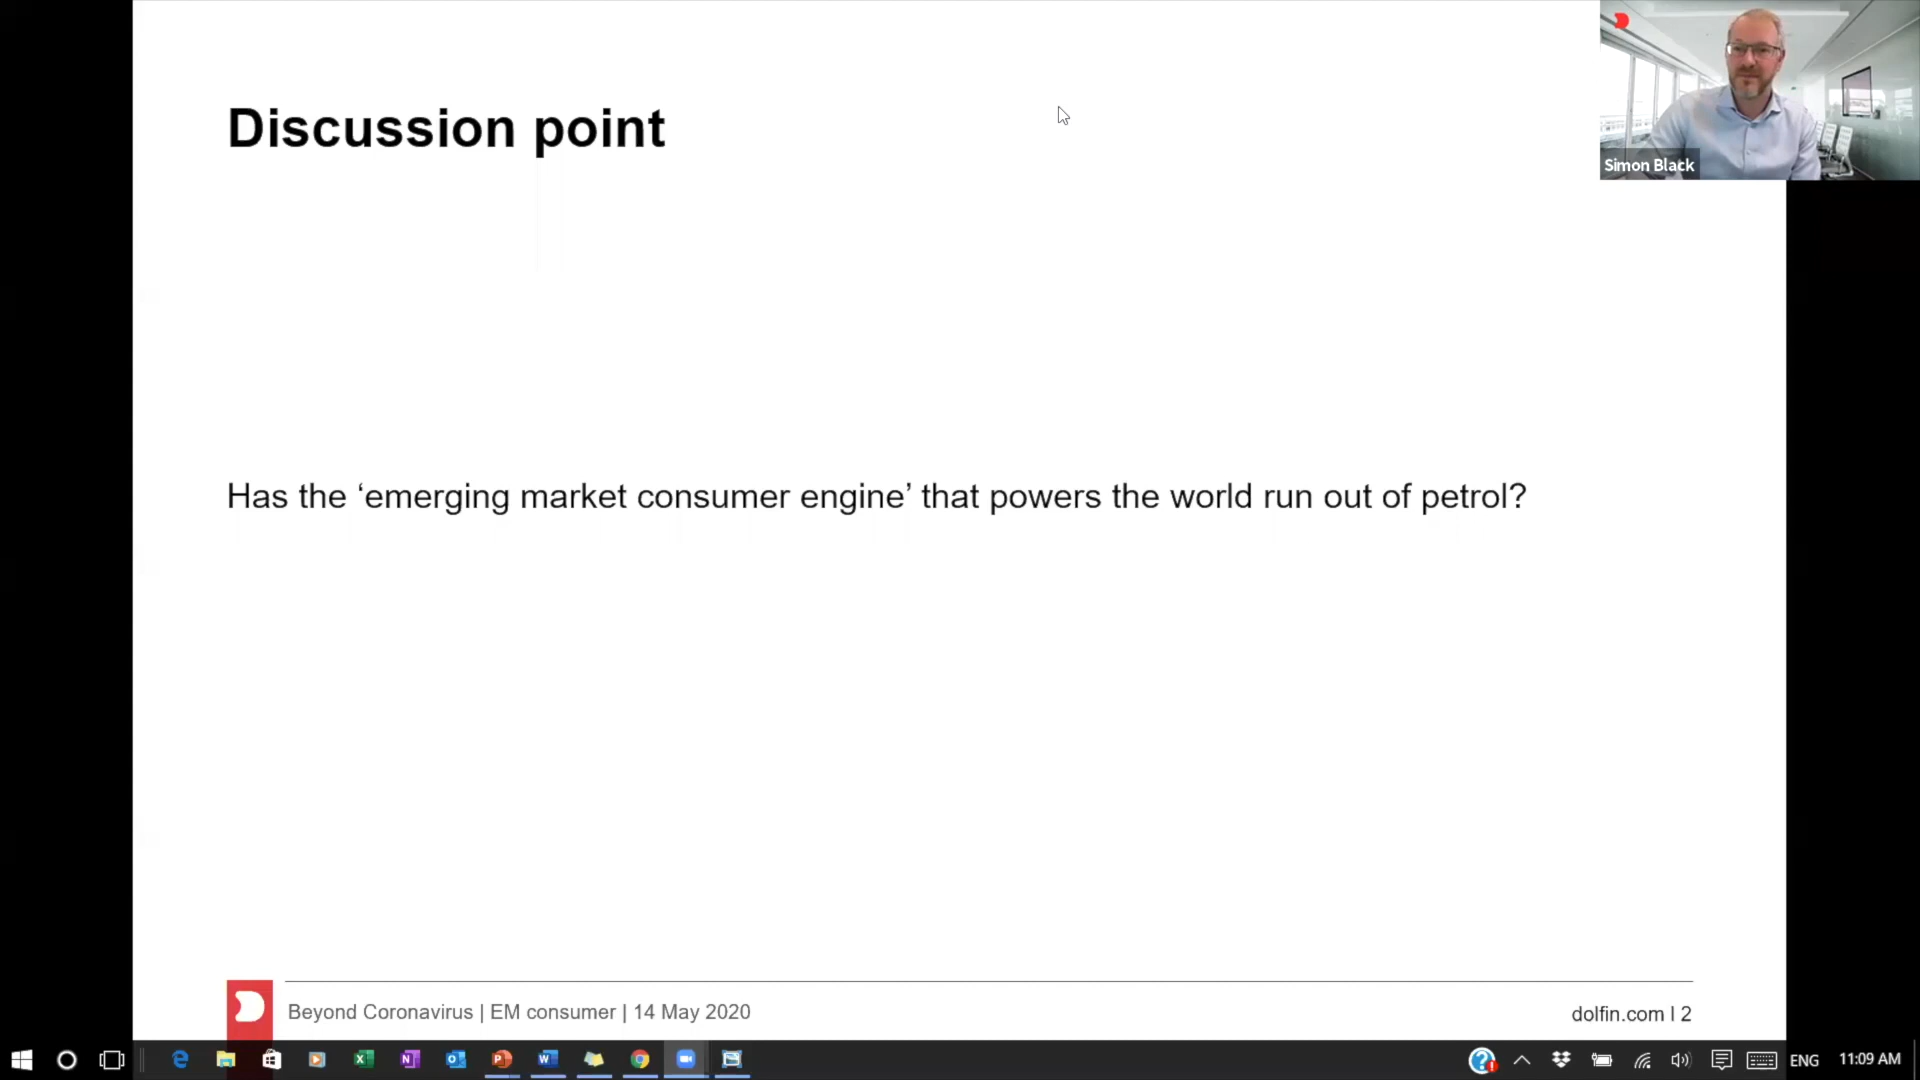 Discussion point
Simon Black
Has the ‘emerging market consumer engine’ that powers the world run out of petrol?
Beyond Coronavirus | EM consumer | 14 May 2020
dolfin.com | 2
ENG
11:09 AM